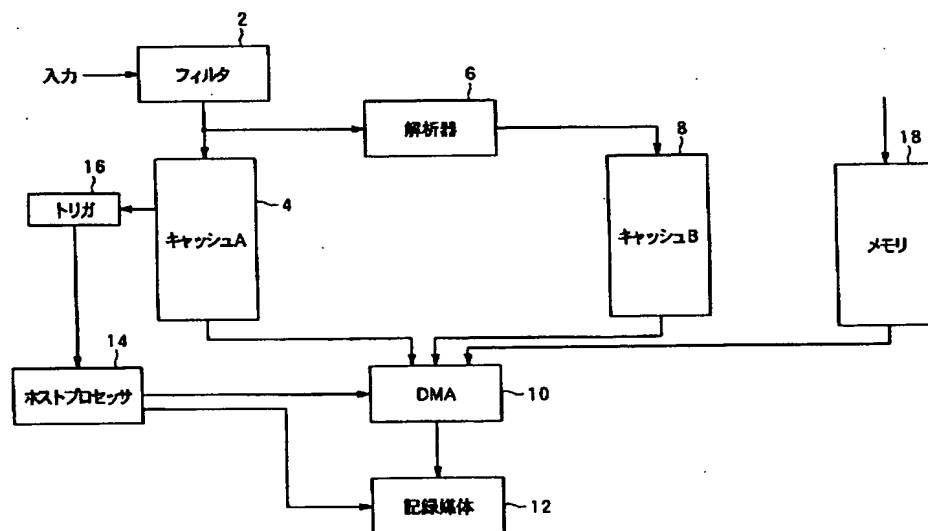 2
入力
フィルタ
6
解析器
8
18
16
トリガ
4
キャッシュA
キャッシュB
メモリ
14
ホストプロセッサ
DMA
10
記録媒体
12